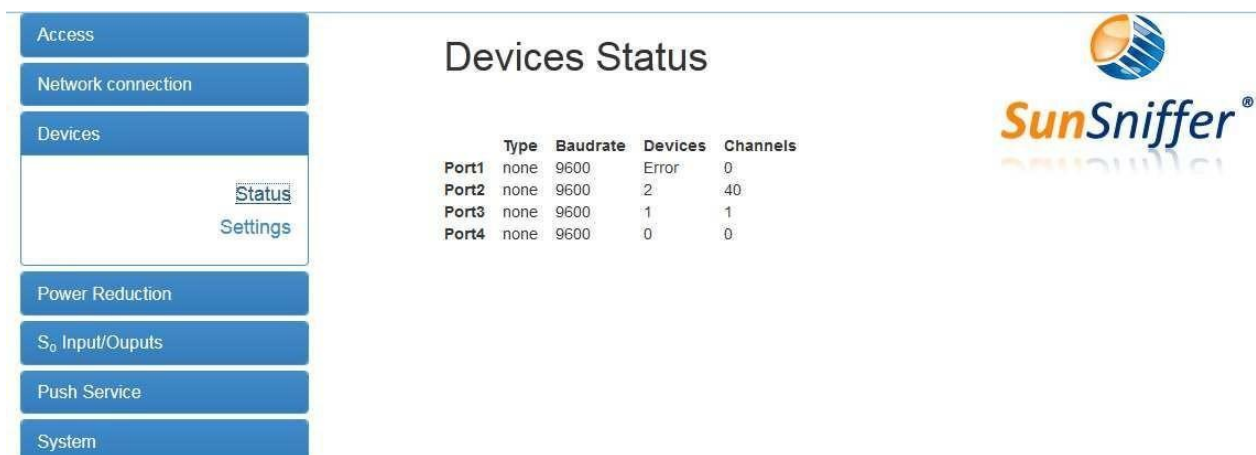 Access
Network connection
Devices
Status
Settings
Power Reduction
S₀ Input/Ouputs
Push Service
System
Devices Status
Type Baudrate Devices Channels
Port1 none 9600 Error 0
Port2 none 9600 2 40
Port3 none 9600 1 1
Port4 none 9600 0 0
SunSniffer®